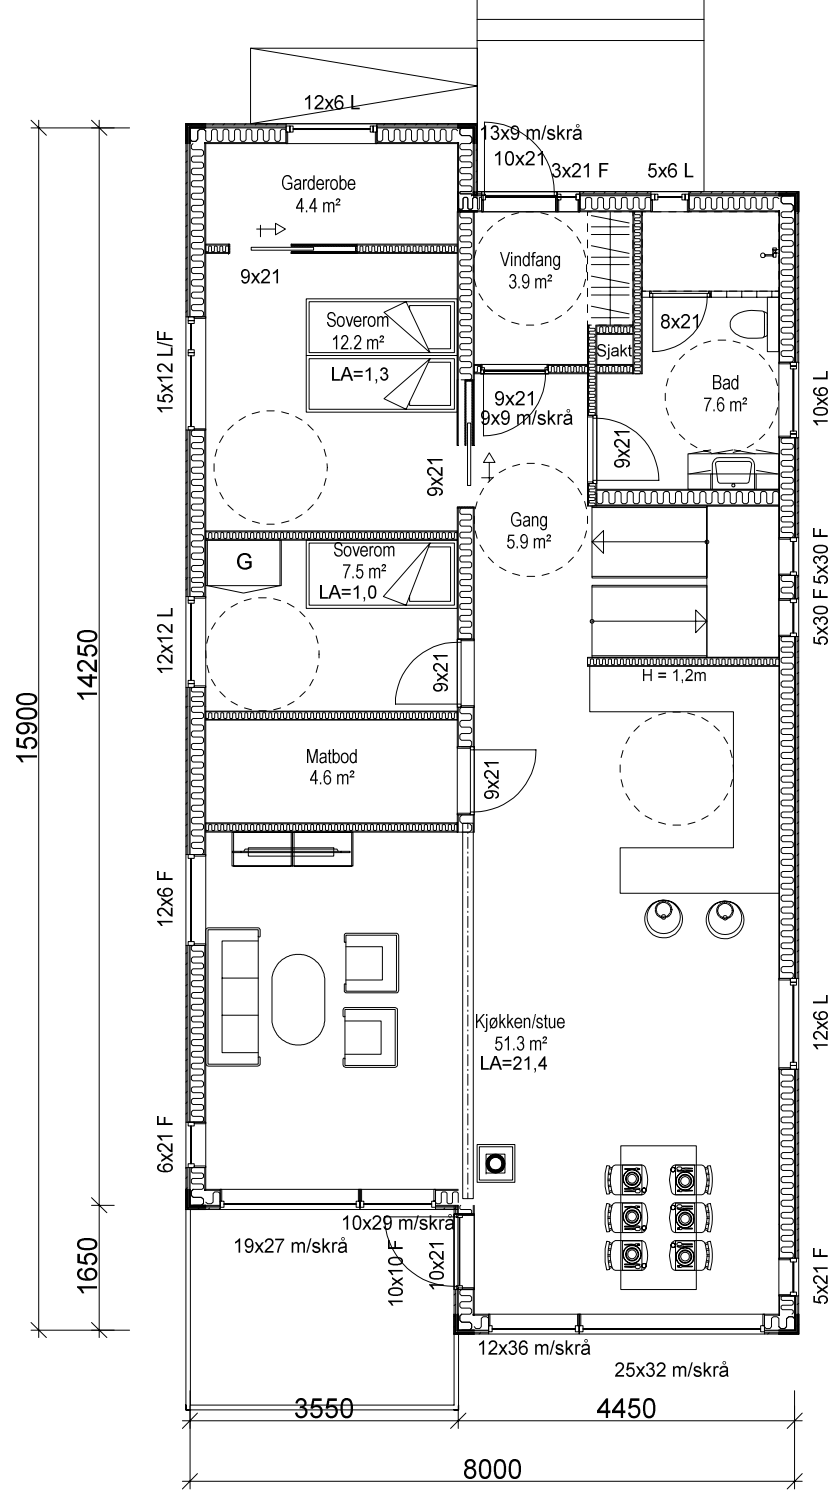 12x6 L
13x9 m/skrå
10x21
3x21 F
5x6 L
Garderobe
4.4 m²
9x21
Vindfang
3.9 m²
8x21
Sjakt
Soverom
12.2 m²
LA=1,3
15x12 L/F
9x21
9x9 m/skrå
Bad
7.6 m²
10x6 L
9x21
9x21
Gang
5.9 m²
5x30 F
5x30 F
G
Soverom
7.5 m²
LA=1,0
12x12 L
9x21
H = 1,2m
15900
14250
Matbod
4.6 m²
9x21
12x6 F
Kjøkken/stue
51.3 m²
LA=21,4
12x6 L
6x21 F
10x29 m/skrå
19x27 m/skrå
10x10 F
10x21
1650
5x21 F
12x36 m/skrå
25x32 m/skrå
3550
4450
8000